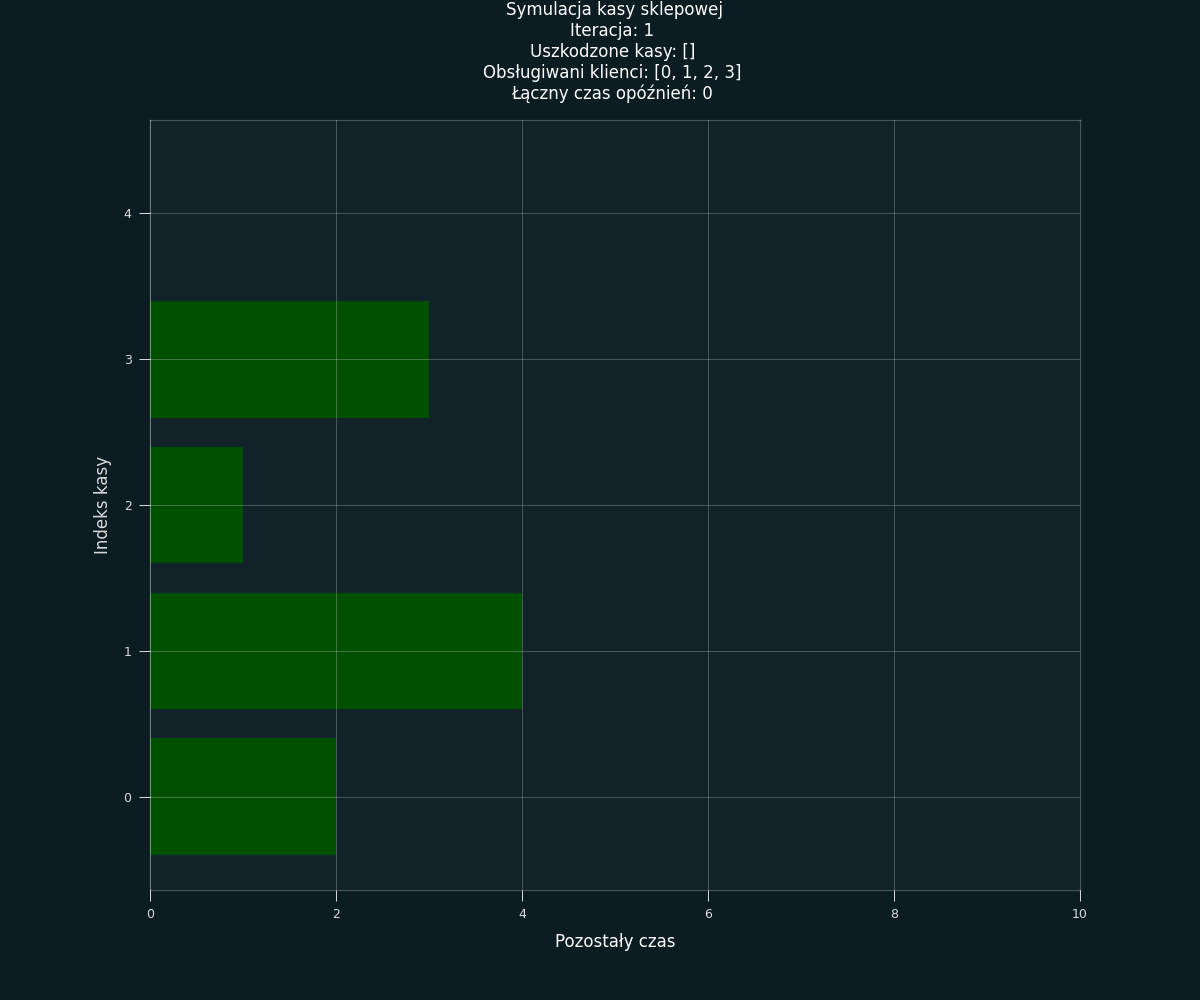 Symulacja kasy sklepowej
Iteracja: 1
Uszkodzone kasy: []
Obsługiwani klienci: [0, 1, 2, 3]
Łączny czas opóźnień: 0
4
3
2
1
0
Indeks kasy
0 2 4 6 8 10
Pozostały czas